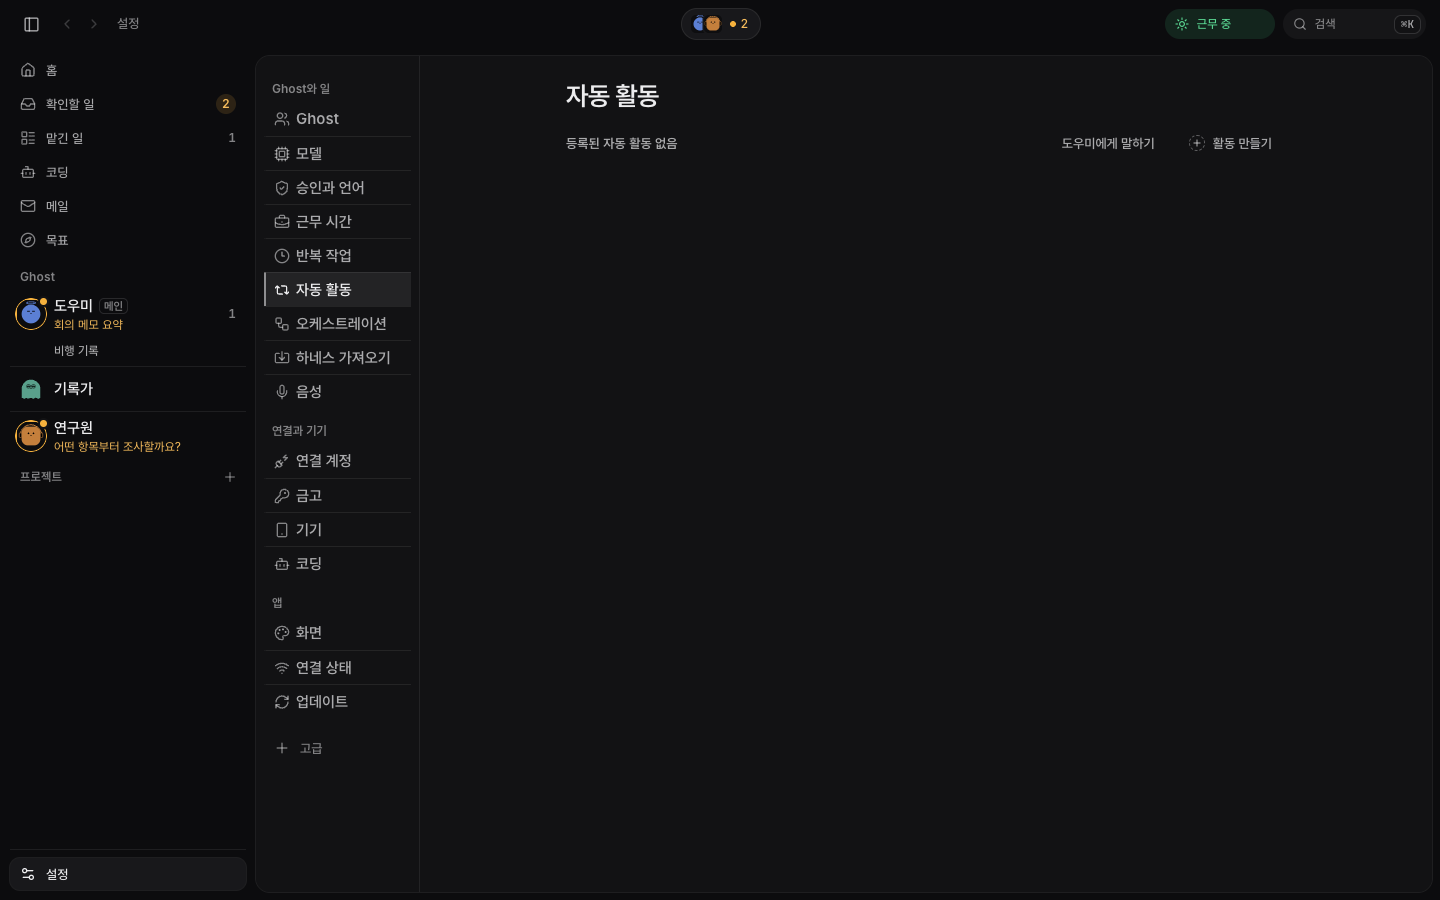 설정
2
근무 중
검색
⌘K
홈
확인할 일
2
맡긴 일
1
코딩
메일
목표
Ghost
도우미
메인
회의 메모 요약
1
비행 기록
기록가
연구원
어떤 항목부터 조사할까요?
프로젝트
설정
Ghost와 일
Ghost
모델
승인과 언어
근무 시간
반복 작업
자동 활동
오케스트레이션
하네스 가져오기
음성
연결과 기기
연결 계정
금고
기기
코딩
앱
화면
연결 상태
업데이트
고급
자동 활동
등록된 자동 활동 없음
도우미에게 말하기
활동 만들기